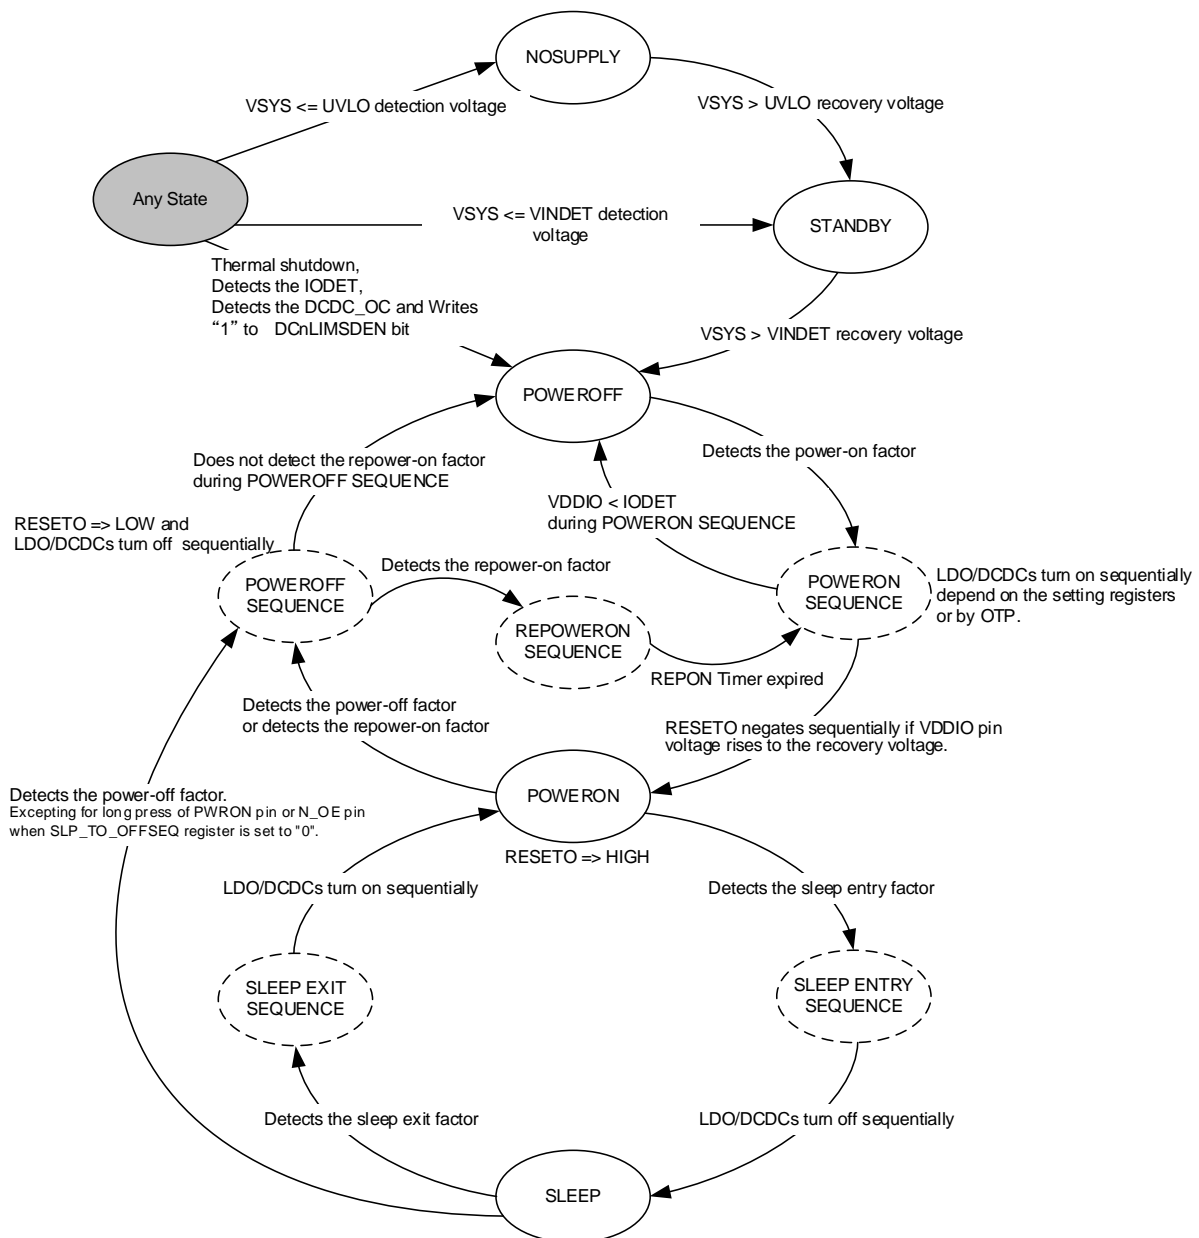 NOSUPPLY
VSYS <= UVLO detection voltage
VSYS > UVLO recovery voltage
Any State
VSYS <= VINDET detection
voltage
STANDBY
Thermal shutdown,
Detects the IODET,
Detects the DCDC_OC and Writes
“1” to DCnLIMSDEN bit
VSYS > VINDET recovery voltage
POWEROFF
Does not detect the repower-on factor
during POWEROFF SEQUENCE
Detects the power-on factor
VDDIO < IODET
during POWERON SEQUENCE
RESETO => LOW and
LDO/DCDCs turn off sequentially
POWEROFF
SEQUENCE
Detects the repower-on factor
REPOWERON
SEQUENCE
POWERON
SEQUENCE
LDO/DCDCs turn on sequentially
depend on the setting registers
or by OTP.
REPON Timer expired
Detects the power-off factor
or detects the repower-on factor
RESETO negates sequentially if VDDIO pin
voltage rises to the recovery voltage.
Detects the power-off factor.
Excepting for long press of PWRON pin or N_OE pin
when SLP_TO_OFFSEQ register is set to "0".
POWERON
RESETO => HIGH
LDO/DCDCs turn on sequentially
Detects the sleep entry factor
SLEEP EXIT
SEQUENCE
SLEEP ENTRY
SEQUENCE
Detects the sleep exit factor
LDO/DCDCs turn off sequentially
SLEEP